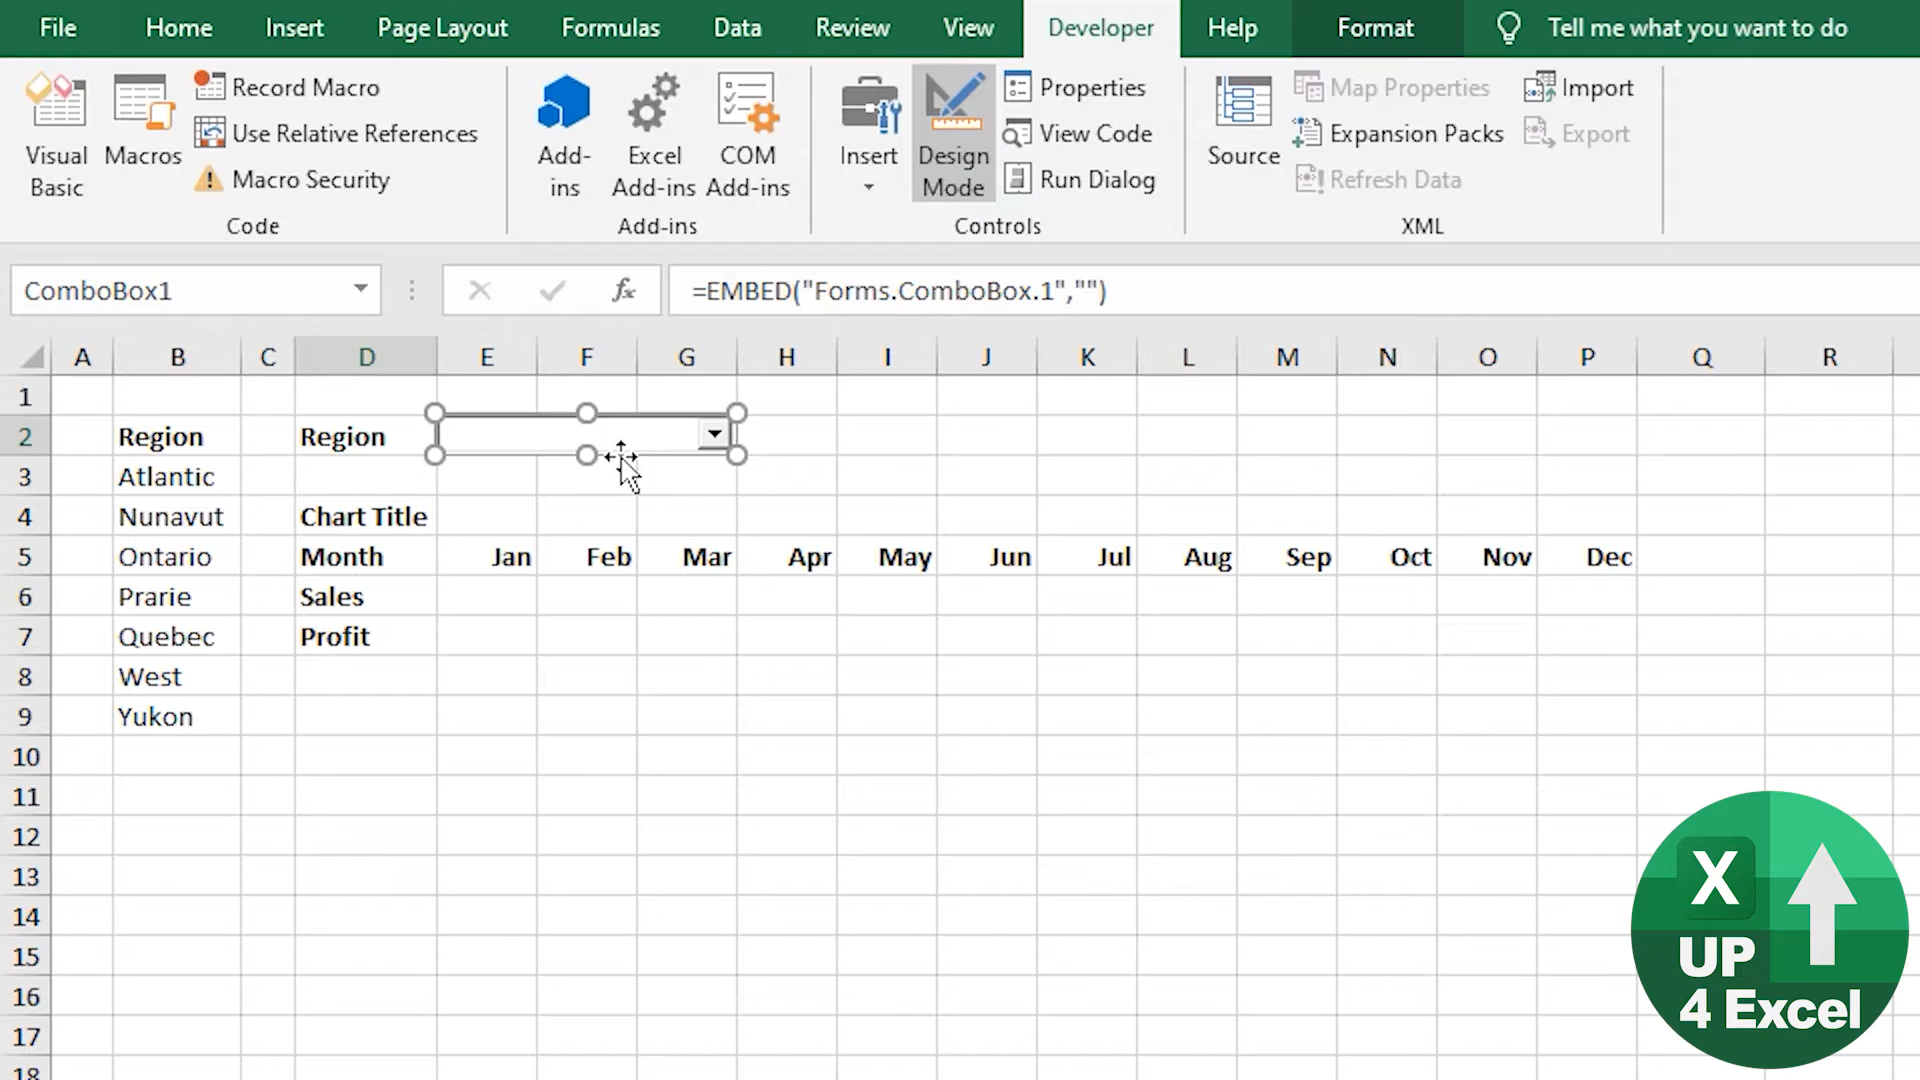 File Home Insert Page Layout Formulas Data Review View Developer Help Format Tell me what you want to do
Visual Basic
Macros
Record Macro
Use Relative References
Macro Security
Code
Add-ins
Excel Add-ins
COM Add-ins
Add-ins
Insert
Design Mode
Properties
View Code
Run Dialog
Controls
Source
Map Properties
Expansion Packs
Refresh Data
Import
Export
XML
ComboBox1 fx =EMBED("Forms.ComboBox.1","")
A B C D E F G H I J K L M N O P Q R
1
2 Region Region
3 Atlantic
4 Nunavut Chart Title
5 Ontario Month Jan Feb Mar Apr May Jun Jul Aug Sep Oct Nov Dec
6 Prarie Sales
7 Quebec Profit
8 West
9 Yukon
10
11
12
13
14
15
16
17
18
X
UP
4 Excel